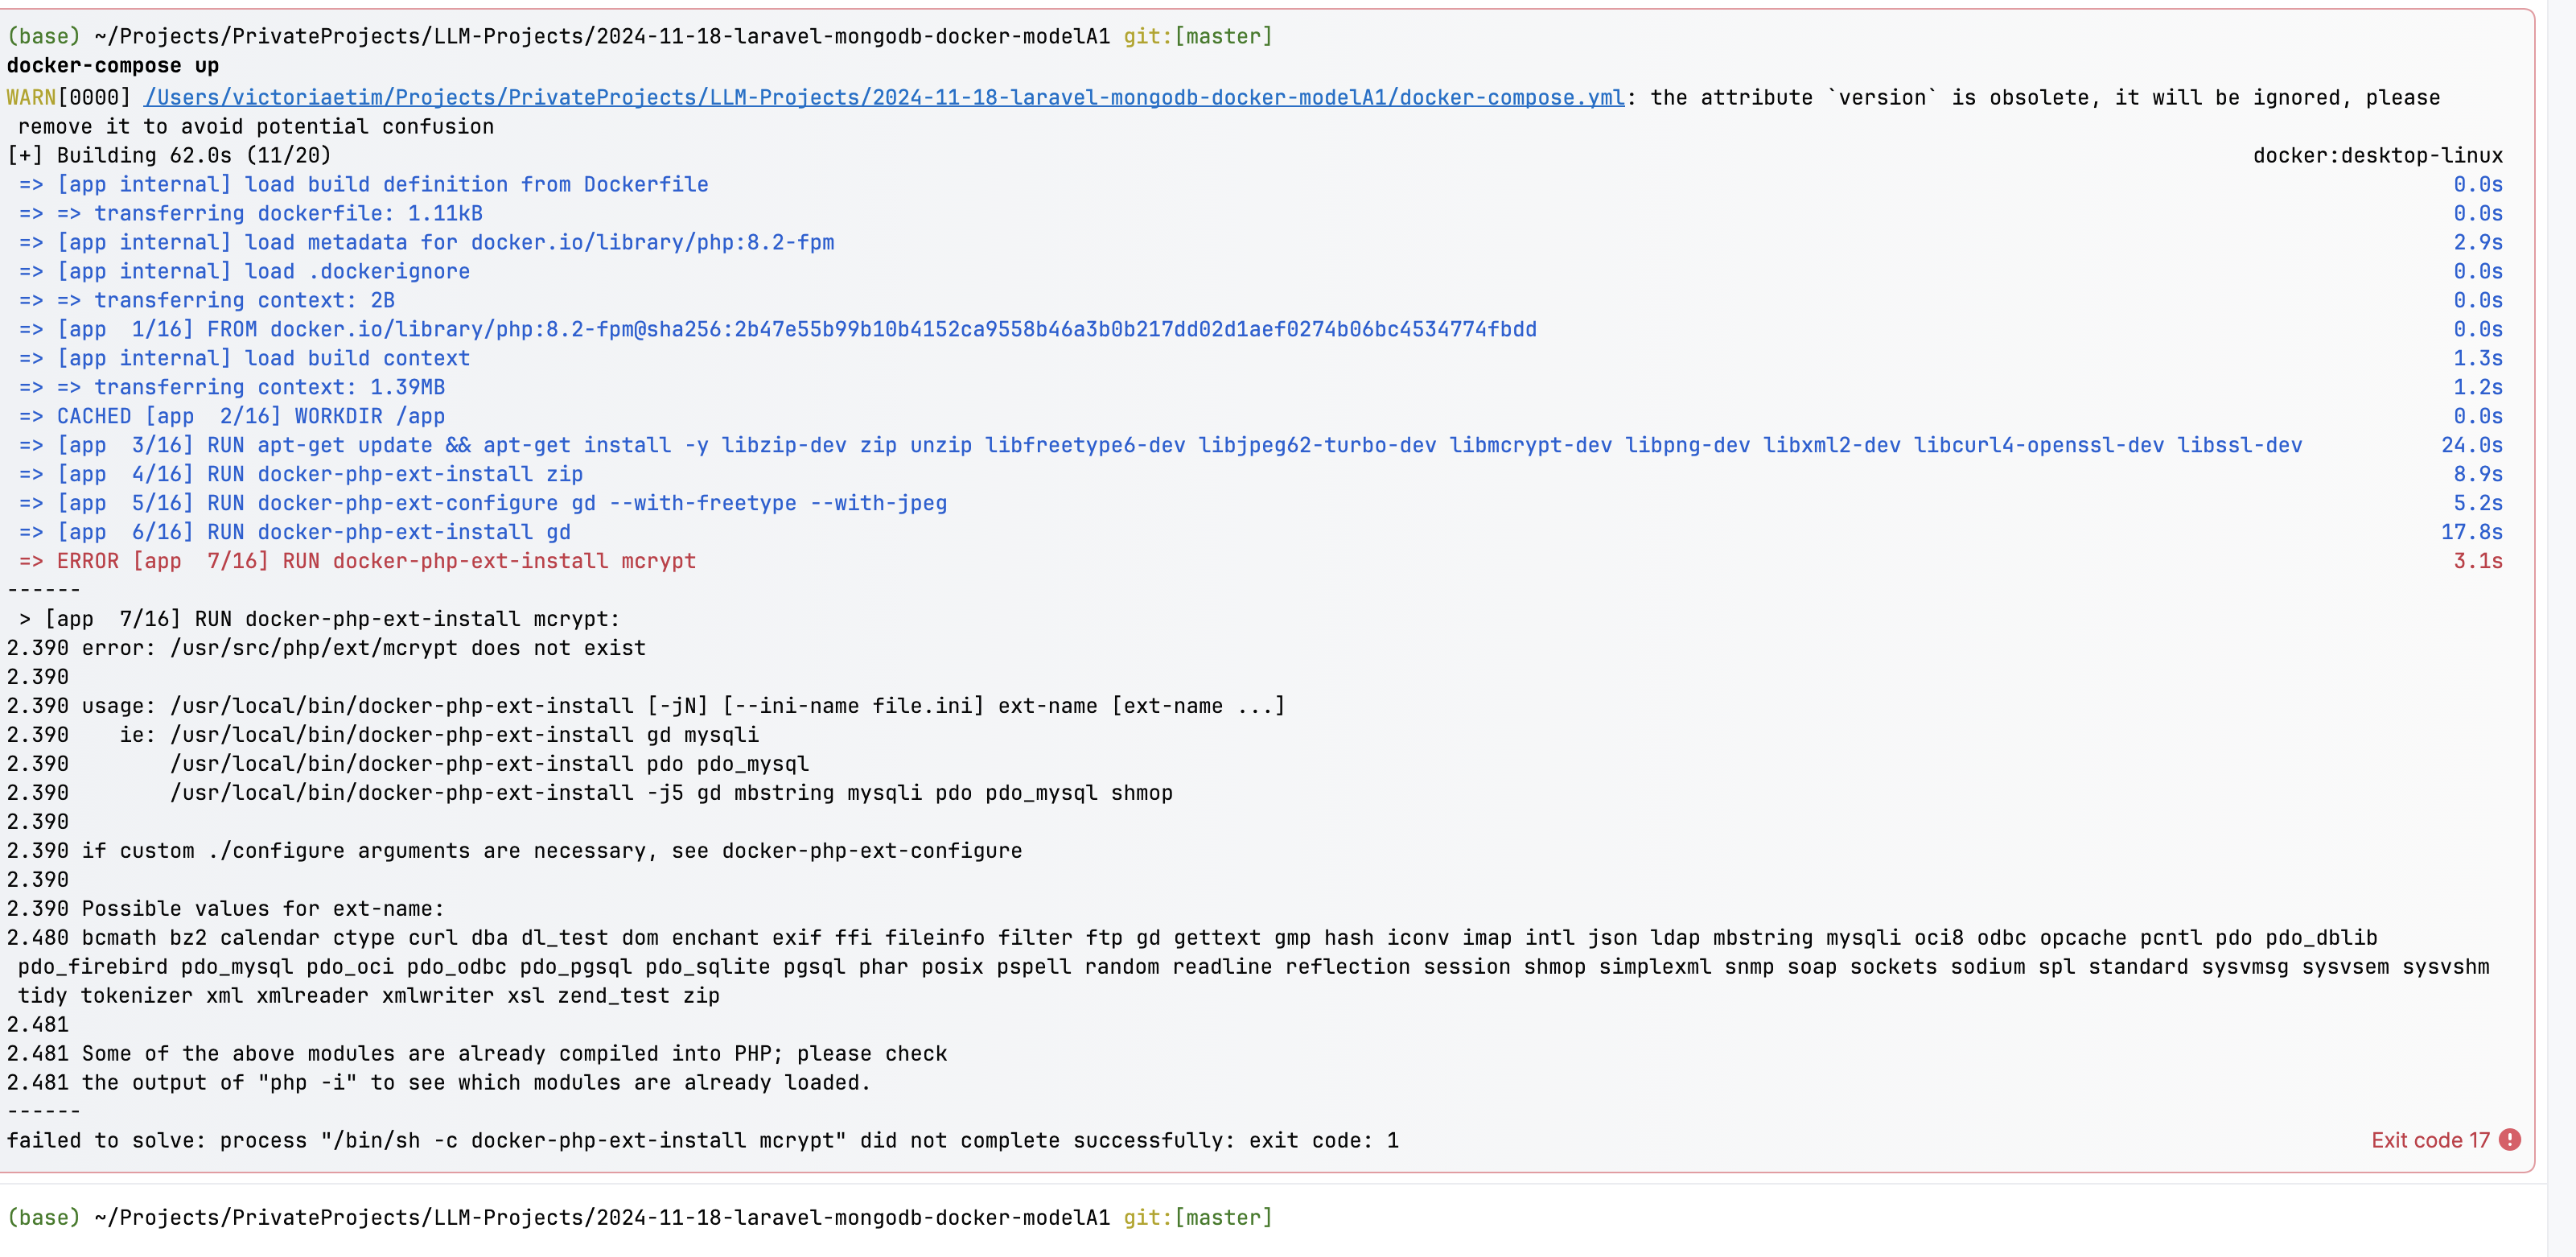 (base) ~/Projects/PrivateProjects/LLM-Projects/2024-11-18-laravel-mongodb-docker-modelA1 git:[master]
docker-compose up
WARN[0000] /Users/victoriaetim/Projects/PrivateProjects/LLM-Projects/2024-11-18-laravel-mongodb-docker-modelA1/docker-compose.yml: the attribute `version` is obsolete, it will be ignored, please
remove it to avoid potential confusion
[+] Building 62.0s (11/20) docker:desktop-linux
=> [app internal] load build definition from Dockerfile 0.0s
=> => transferring dockerfile: 1.11kB 0.0s
=> [app internal] load metadata for docker.io/library/php:8.2-fpm 2.9s
=> [app internal] load .dockerignore 0.0s
=> => transferring context: 2B 0.0s
=> [app  1/16] FROM docker.io/library/php:8.2-fpm@sha256:2b47e55b99b10b4152ca9558b46a3b0b217dd02d1aef0274b06bc4534774fbdd 0.0s
=> [app internal] load build context 1.3s
=> => transferring context: 1.39MB 1.2s
=> CACHED [app  2/16] WORKDIR /app 0.0s
=> [app  3/16] RUN apt-get update && apt-get install -y libzip-dev zip unzip libfreetype6-dev libjpeg62-turbo-dev libmcrypt-dev libpng-dev libxml2-dev libcurl4-openssl-dev libssl-dev 24.0s
=> [app  4/16] RUN docker-php-ext-install zip 8.9s
=> [app  5/16] RUN docker-php-ext-configure gd --with-freetype --with-jpeg 5.2s
=> [app  6/16] RUN docker-php-ext-install gd 17.8s
=> ERROR [app  7/16] RUN docker-php-ext-install mcrypt 3.1s
------
> [app  7/16] RUN docker-php-ext-install mcrypt:
2.390 error: /usr/src/php/ext/mcrypt does not exist
2.390
2.390 usage: /usr/local/bin/docker-php-ext-install [-jN] [--ini-name file.ini] ext-name [ext-name ...]
2.390    ie: /usr/local/bin/docker-php-ext-install gd mysqli
2.390        /usr/local/bin/docker-php-ext-install pdo pdo_mysql
2.390        /usr/local/bin/docker-php-ext-install -j5 gd mbstring mysqli pdo pdo_mysql shmop
2.390
2.390 if custom ./configure arguments are necessary, see docker-php-ext-configure
2.390
2.390 Possible values for ext-name:
2.480 bcmath bz2 calendar ctype curl dba dl_test dom enchant exif ffi fileinfo filter ftp gd gettext gmp hash iconv imap intl json ldap mbstring mysqli oci8 odbc opcache pcntl pdo pdo_dblib
pdo_firebird pdo_mysql pdo_oci pdo_odbc pdo_pgsql pdo_sqlite pgsql phar posix pspell random readline reflection session shmop simplexml snmp soap sockets sodium spl standard sysvmsg sysvsem sysvshm
tidy tokenizer xml xmlreader xmlwriter xsl zend_test zip
2.481
2.481 Some of the above modules are already compiled into PHP; please check
2.481 the output of "php -i" to see which modules are already loaded.
------
failed to solve: process "/bin/sh -c docker-php-ext-install mcrypt" did not complete successfully: exit code: 1 Exit code 17
(base) ~/Projects/PrivateProjects/LLM-Projects/2024-11-18-laravel-mongodb-docker-modelA1 git:[master]